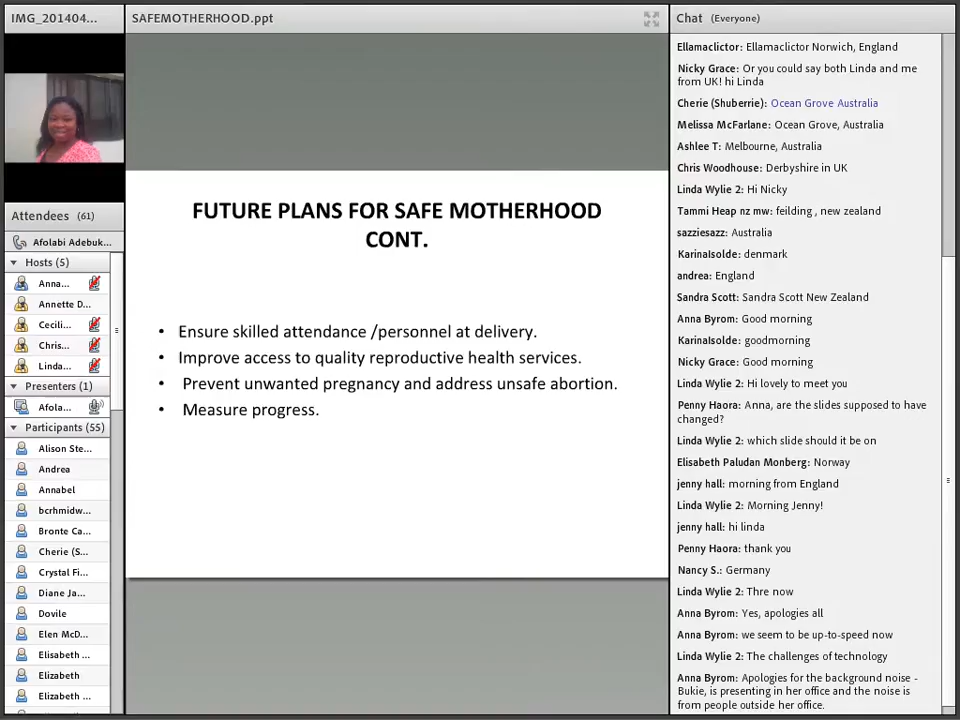 IMG_201404...
SAFEMOTHERHOOD.ppt
Chat (Everyone)
Attendees (61)
Afolabi Adebuk...
Hosts (5)
Anna...
Annette D...
Cecili...
Chris...
Linda...
Presenters (1)
Afola...
Participants (55)
Alison Ste...
Andrea
Annabel
bcrhmidw...
Bronte Ca...
Cherie (S...
Crystal Fi...
Diane Ja...
Dovile
Elen McD...
Elisabeth ...
Elizabeth
Elizabeth ...
FUTURE PLANS FOR SAFE MOTHERHOOD
CONT.
• Ensure skilled attendance /personnel at delivery.
• Improve access to quality reproductive health services.
• Prevent unwanted pregnancy and address unsafe abortion.
• Measure progress.
Ellamaclictor: Ellamaclictor Norwich, England
Nicky Grace: Or you could say both Linda and me
from UK! hi Linda
Cherie (Shuberrie): Ocean Grove Australia
Melissa McFarlane: Ocean Grove, Australia
Ashlee T: Melbourne, Australia
Chris Woodhouse: Derbyshire in UK
Linda Wylie 2: Hi Nicky
Tammi Heap nz mw: feilding , new zealand
sazziesazz: Australia
KarinaIsolde: denmark
andrea: England
Sandra Scott: Sandra Scott New Zealand
Anna Byrom: Good morning
KarinaIsolde: goodmorning
Nicky Grace: Good morning
Linda Wylie 2: Hi lovely to meet you
Penny Haora: Anna, are the slides supposed to have
changed?
Linda Wylie 2: which slide should it be on
Elisabeth Paludan Monberg: Norway
jenny hall: morning from England
Linda Wylie 2: Morning Jenny!
jenny hall: hi linda
Penny Haora: thank you
Nancy S.: Germany
Linda Wylie 2: Thre now
Anna Byrom: Yes, apologies all
Anna Byrom: we seem to be up-to-speed now
Linda Wylie 2: The challenges of technology
Anna Byrom: Apologies for the background noise -
Bukie, is presenting in her office and the noise is
from people outside her office.